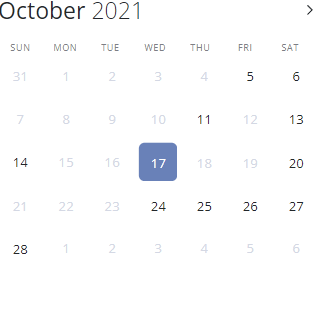 October 2021
SUN MON TUE WED THU FRI SAT
31 1 2 3 4 5 6
7 8 9 10 11 12 13
14 15 16 17 18 19 20
21 22 23 24 25 26 27
28 1 2 3 4 5 6